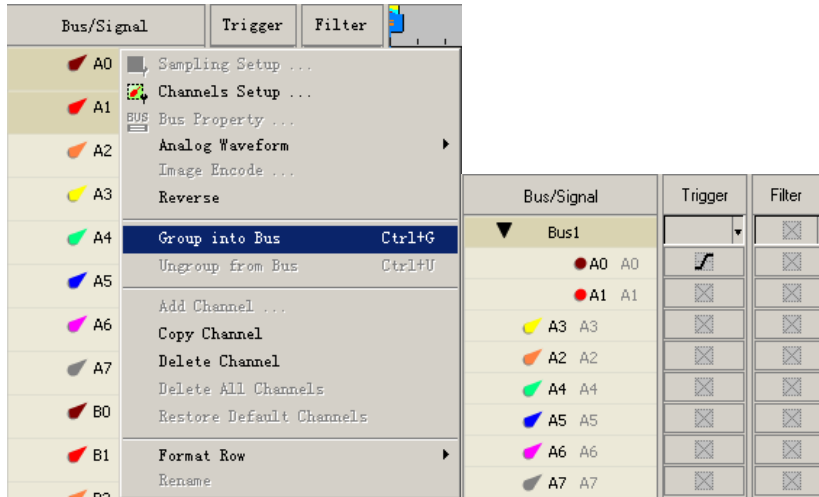 Bus/Signal Trigger Filter
A0
A1
A2
A3
A4
A5
A6
A7
B0
B1
Sampling Setup ...
Channels Setup ...
BUS Bus Property ...
Analog Waveform
Image Encode ...
Reverse
Group into Bus Ctrl+G
Ungroup from Bus Ctrl+U
Add Channel ...
Copy Channel
Delete Channel
Delete All Channels
Restore Default Channels
Format Row
Rename
Bus/Signal Trigger Filter
Bus1
A0 A0
A1 A1
A3 A3
A2 A2
A4 A4
A5 A5
A6 A6
A7 A7